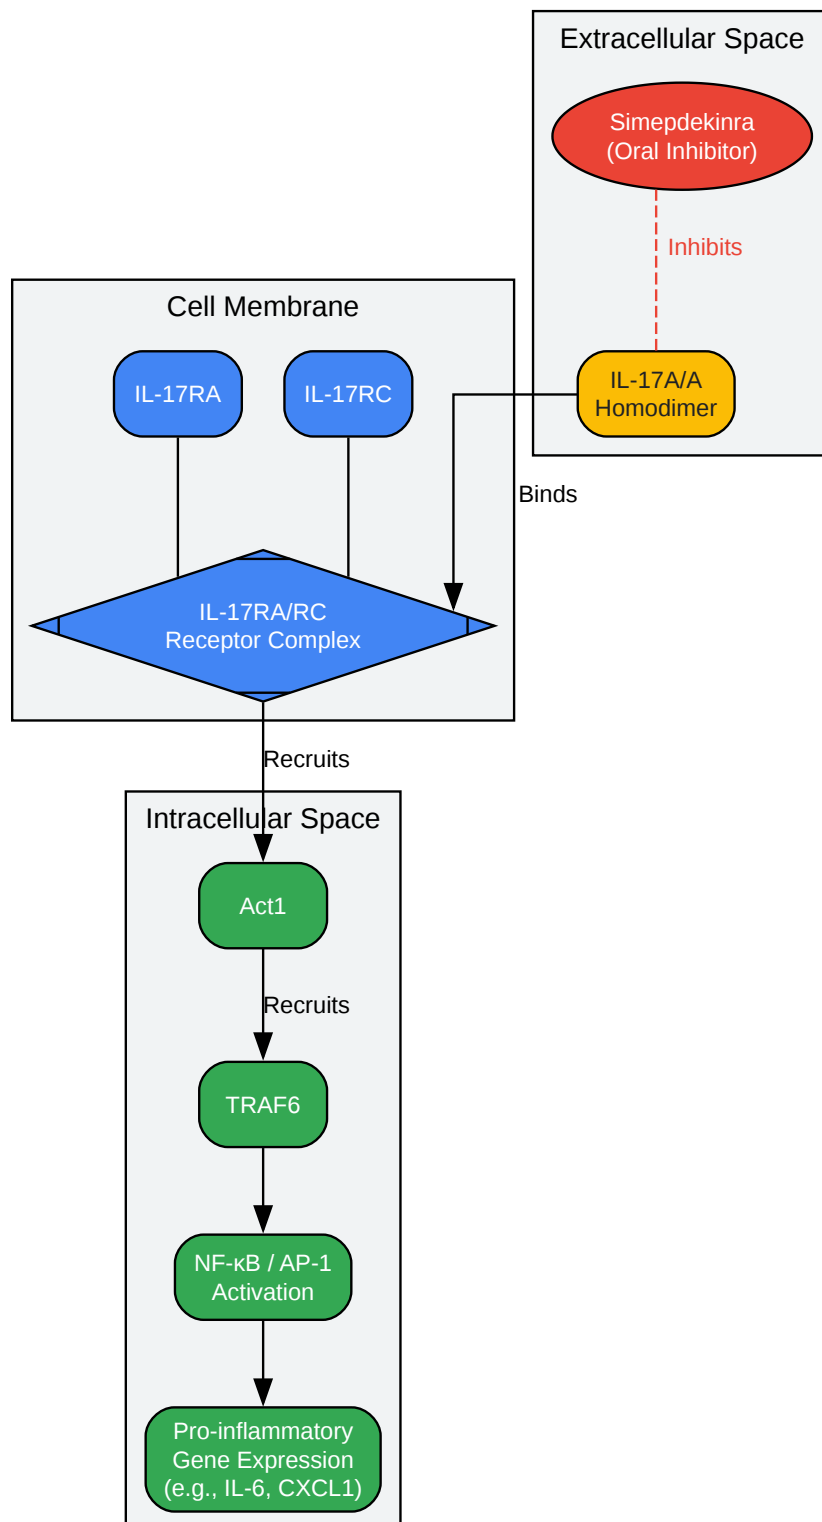 Extracellular Space
Simepdekinra
(Oral Inhibitor)
Inhibits
Cell Membrane
IL-17RA
IL-17RC
IL-17A/A
Homodimer
Binds
IL-17RA/RC
Receptor Complex
Recruits
Intracellular Space
Act1
Recruits
TRAF6
NF-κB / AP-1
Activation
Pro-inflammatory
Gene Expression
(e.g., IL-6, CXCL1)